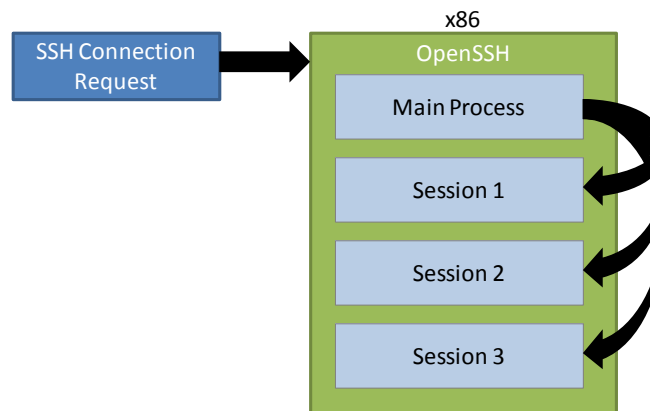 x86
SSH Connection
Request
OpenSSH
Main Process
Session 1
Session 2
Session 3